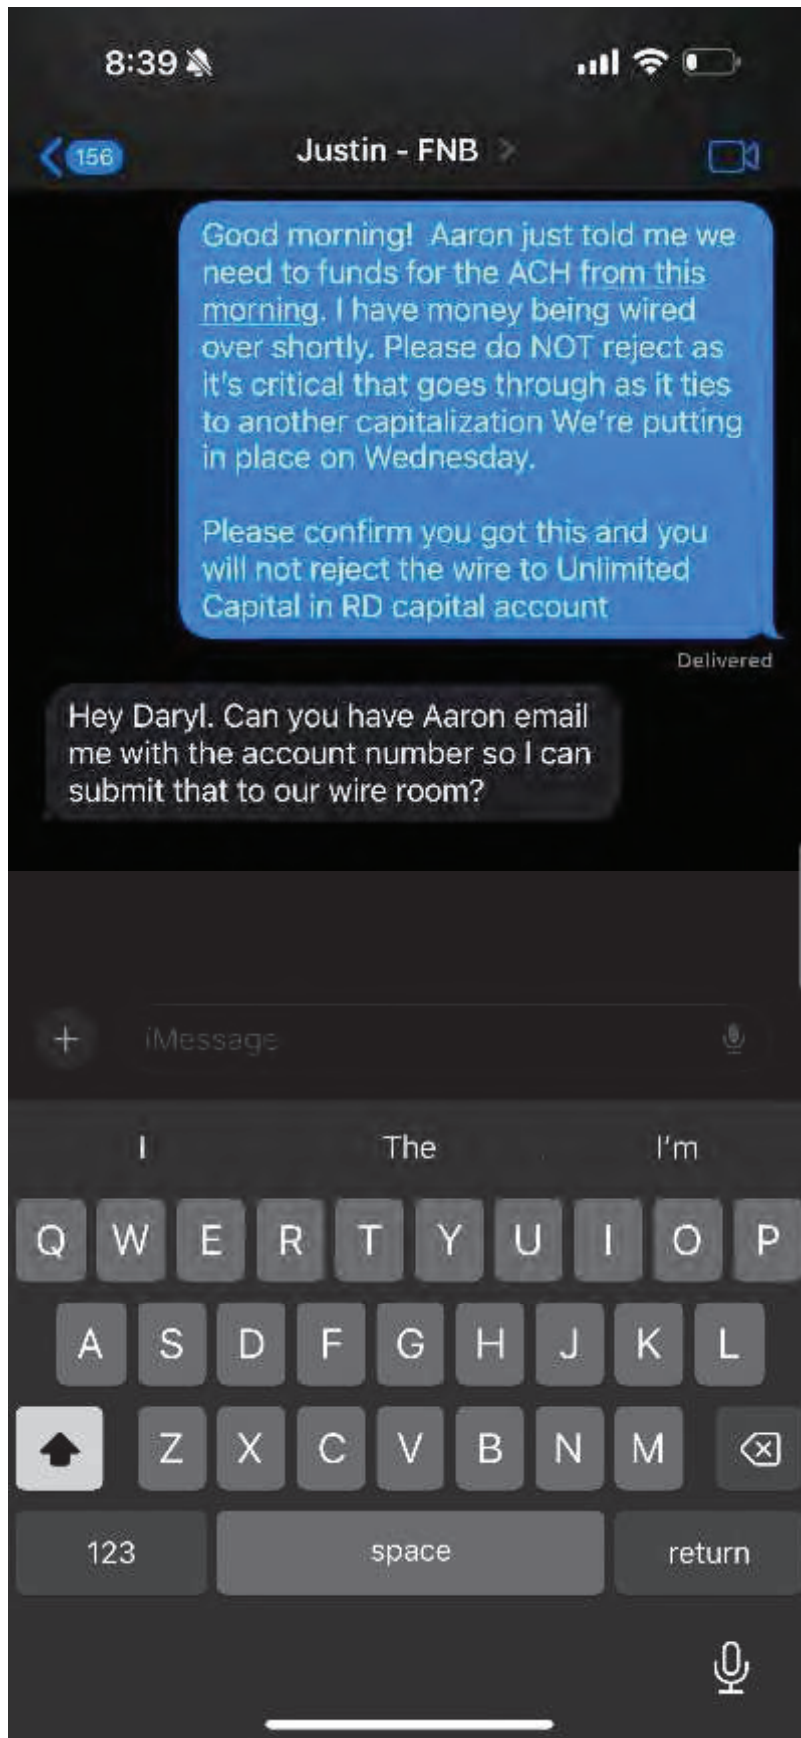 8:39
156
Justin - FNB
Good morning!  Aaron just told me we
need to funds for the ACH from this
morning. I have money being wired
over shortly. Please do NOT reject as
it's critical that goes through as it ties
to another capitalization We're putting
in place on Wednesday.
Please confirm you got this and you
will not reject the wire to Unlimited
Capital in RD capital account
Delivered
Hey Daryl. Can you have Aaron email
me with the account number so I can
submit that to our wire room?
iMessage
I The I'm
Q W E R T Y U I O P
A S D F G H J K L
Z X C V B N M
123 space return